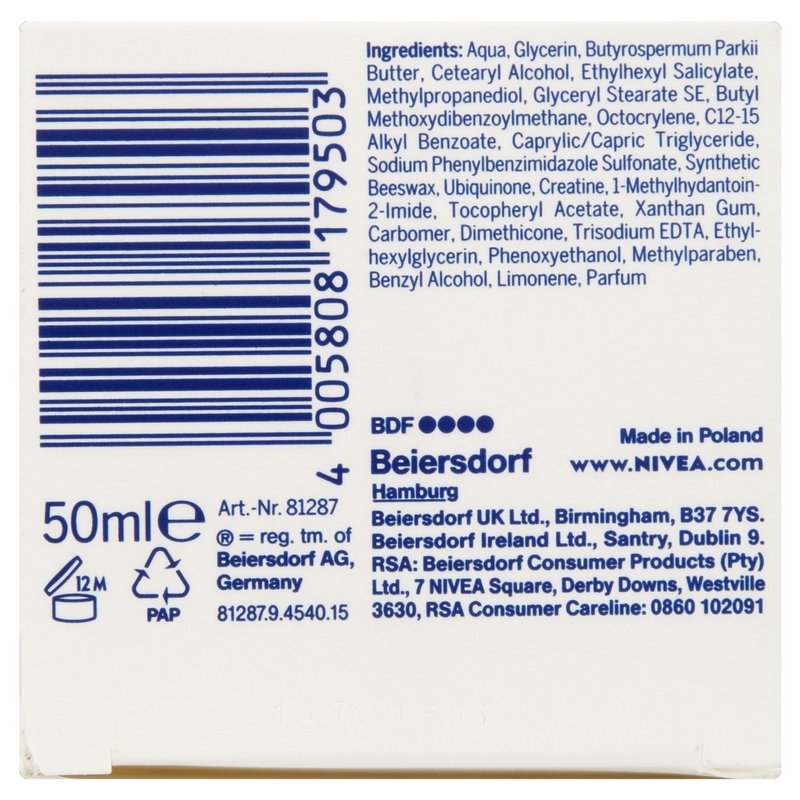 Ingredients: Aqua, Glycerin, Butyrospermum Parkii
Butter, Cetearyl Alcohol, Ethylhexyl Salicylate,
Methylpropanediol, Glyceryl Stearate SE, Butyl
Methoxydibenzoylmethane, Octocrylene, C12-15
Alkyl Benzoate, Caprylic/Capric Triglyceride,
Sodium Phenylbenzimidazole Sulfonate, Synthetic
Beeswax, Ubiquinone, Creatine, 1-Methylhydantoin-
2-Imide, Tocopheryl Acetate, Xanthan Gum,
Carbomer, Dimethicone, Trisodium EDTA, Ethyl-
hexylglycerin, Phenoxyethanol, Methylparaben,
Benzyl Alcohol, Limonene, Parfum
4 005808 179503
BDF
Beiersdorf
Hamburg
Made in Poland
www.NIVEA.com
Beiersdorf UK Ltd., Birmingham, B37 7YS.
Beiersdorf Ireland Ltd., Santry, Dublin 9.
RSA: Beiersdorf Consumer Products (Pty)
Ltd., 7 NIVEA Square, Derby Downs, Westville
3630, RSA Consumer Careline: 0860 102091
50ml e
Art.-Nr. 81287
® = reg. tm. of
Beiersdorf AG,
Germany
81287.9.4540.15
12 M
PAP